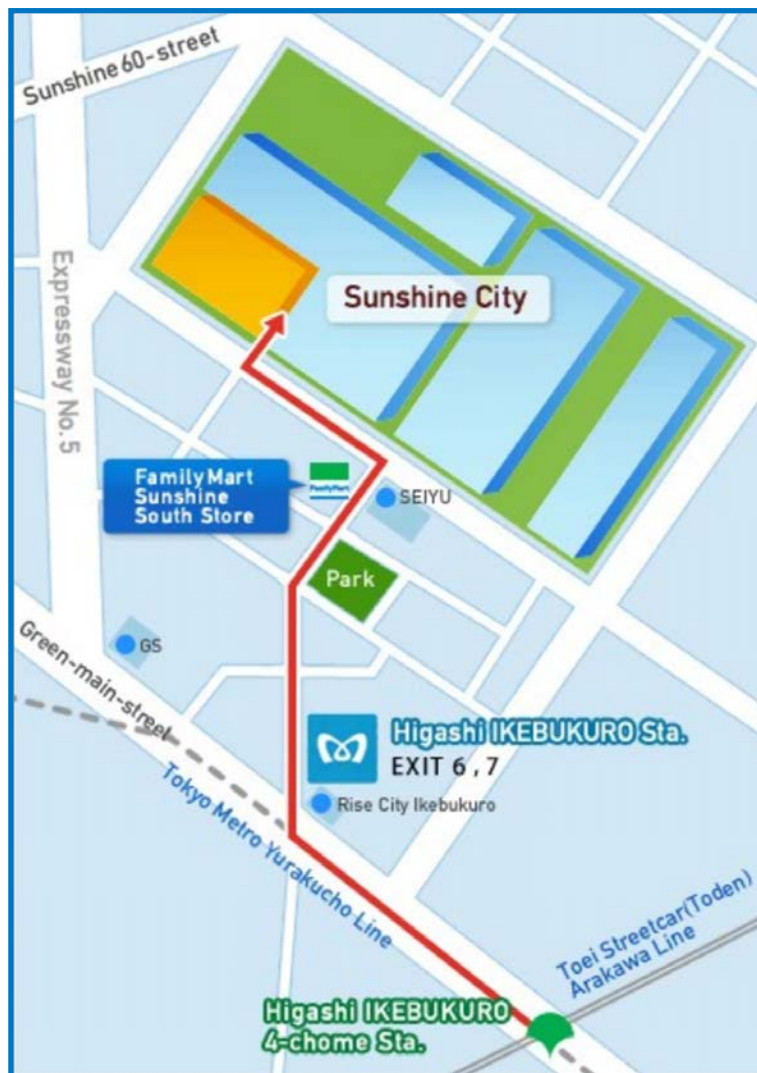 Sunshine 60-street
Expressway No.5
Sunshine City
FamilyMart
Sunshine
South Store
FamilyMart
SEIYU
Park
GS
Green-main-street
Higashi IKEBUKURO Sta.
EXIT 6 , 7
Rise City Ikebukuro
Tokyo Metro Yurakucho Line
Toei Streetcar(Toden)
Arakawa Line
Higashi IKEBUKURO
4-chome Sta.